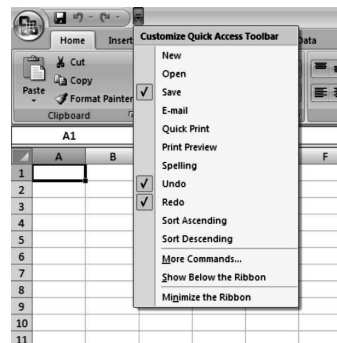 Home Insert Data
Customize Quick Access Toolbar
New
Open
Save
E-mail
Quick Print
Print Preview
Spelling
Undo
Redo
Sort Ascending
Sort Descending
More Commands...
Show Below the Ribbon
Minimize the Ribbon
Cut
Copy
Paste
Format Painter
Clipboard
A1
A B F
1
2
3
4
5
6
7
8
9
10
11